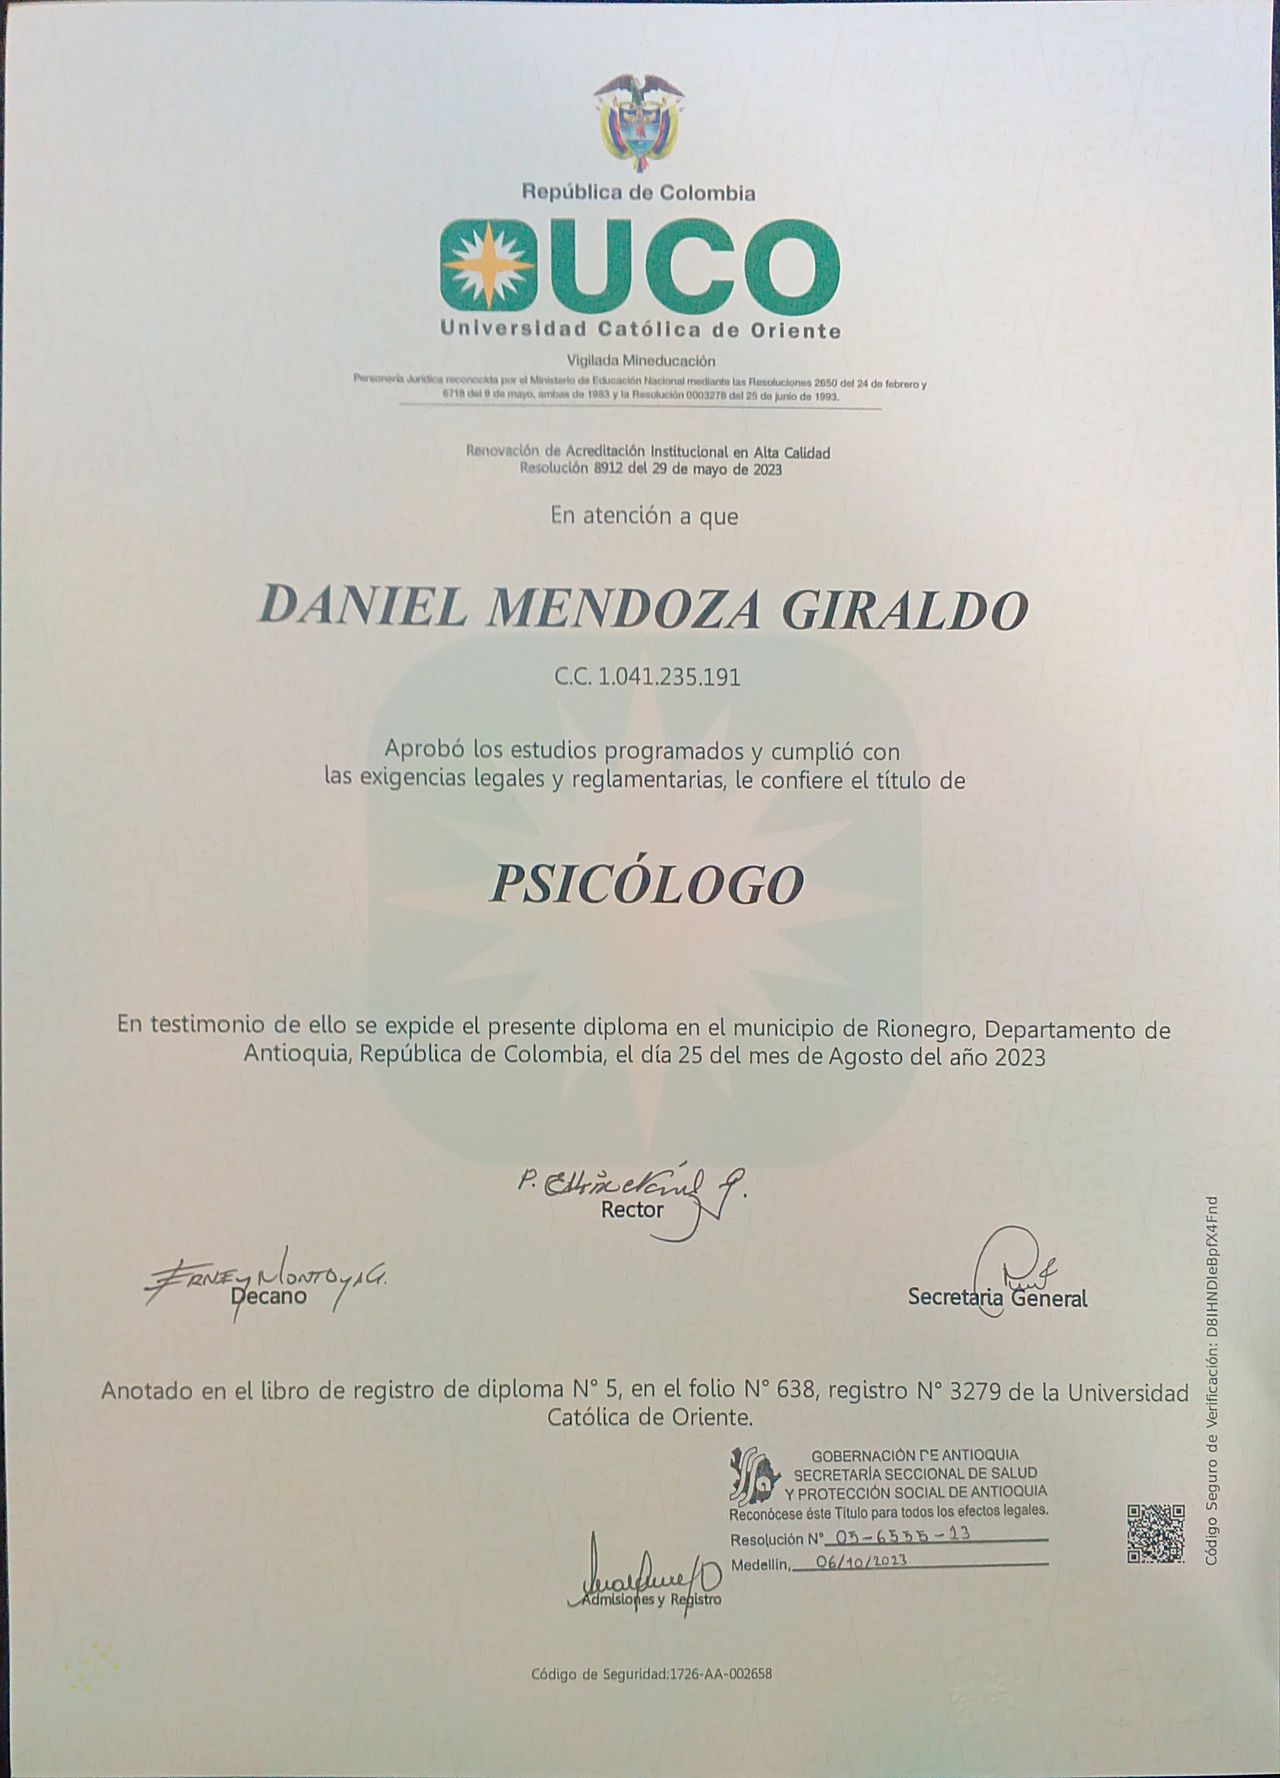 República de Colombia
UCO
Universidad Católica de Oriente
Vigilada Mineducación
Personería Jurídica reconocida por el Ministerio de Educación Nacional mediante las Resoluciones 2650 del 24 de febrero y
6718 del 9 de mayo, ambas de 1983 y la Resolución 0003278 del 25 de junio de 1993.
Renovación de Acreditación Institucional en Alta Calidad
Resolución 8912 del 29 de mayo de 2023
En atención a que
DANIEL MENDOZA GIRALDO
C.C. 1.041.235.191
Aprobó los estudios programados y cumplió con
las exigencias legales y reglamentarias, le confiere el título de
PSICÓLOGO
En testimonio de ello se expide el presente diploma en el municipio de Rionegro, Departamento de
Antioquia, República de Colombia, el día 25 del mes de Agosto del año 2023
Rector
ERNEY MONTOYA G.
Decano
Secretaria General
Anotado en el libro de registro de diploma N° 5, en el folio N° 638, registro N° 3279 de la Universidad
Católica de Oriente.
GOBERNACIÓN DE ANTIOQUIA
SECRETARÍA SECCIONAL DE SALUD
Y PROTECCIÓN SOCIAL DE ANTIOQUIA
Reconócese éste Título para todos los efectos legales.
Resolución N° 05-6535-13
Medellin, 06/10/2023
Admisiones y Registro
Código de Seguridad:1726-AA-002658
Código Seguro de Verificación: D8IHNDIeBpfX4Fnd